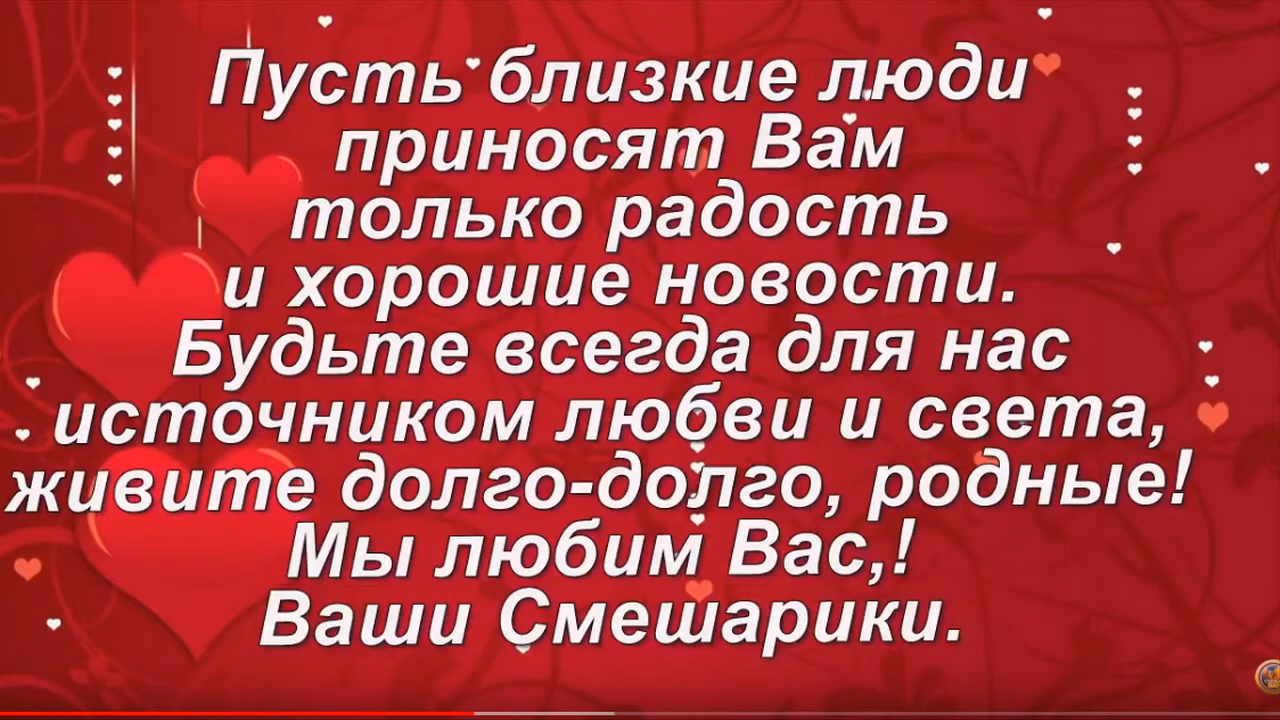 Пусть близкие люди
приносят Вам
только радость
и хорошие новости.
Будьте всегда для нас
источником любви и света,
живите долго-долго, родные!
Мы любим Вас,!
Ваши Смешарики.